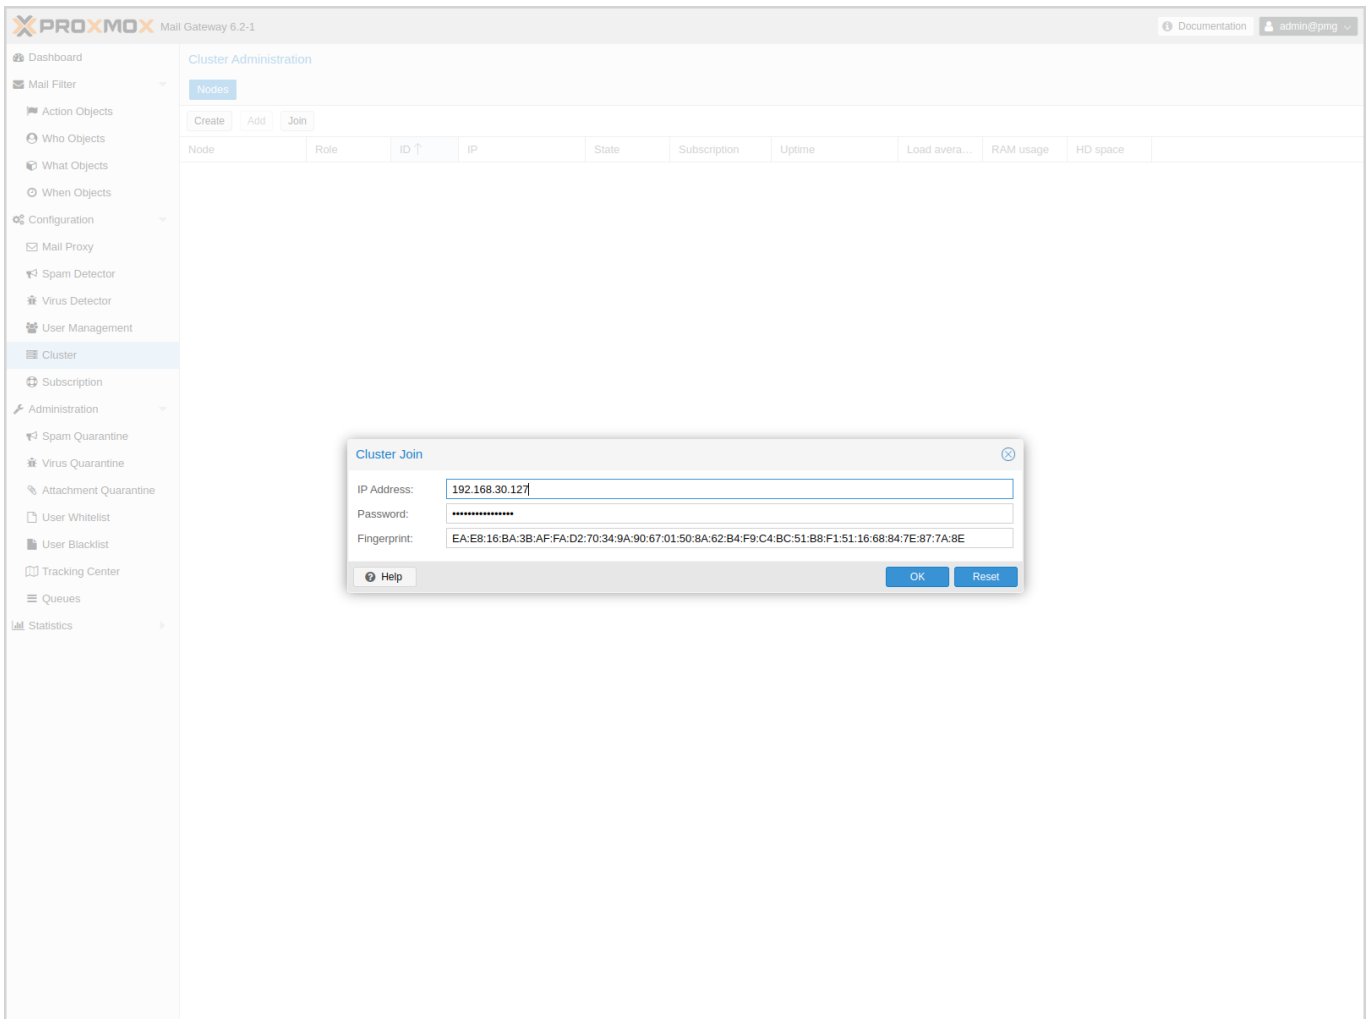 PROXMOX Mail Gateway 6.2-1 Documentation admin@pmg
Dashboard
Mail Filter
Action Objects
Who Objects
What Objects
When Objects
Configuration
Mail Proxy
Spam Detector
Virus Detector
User Management
Cluster
Subscription
Administration
Spam Quarantine
Virus Quarantine
Attachment Quarantine
User Whitelist
User Blacklist
Tracking Center
Queues
Statistics
Cluster Administration
Nodes
Create Add Join
Node Role ID IP State Subscription Uptime Load avera... RAM usage HD space
Cluster Join
IP Address: 192.168.30.127
Password: ••••••••••••••••
Fingerprint: EA:E8:16:BA:3B:AF:FA:D2:70:34:9A:90:67:01:50:8A:62:B4:F9:C4:BC:51:B8:F1:51:16:68:84:7E:87:7A:8E
Help OK Reset